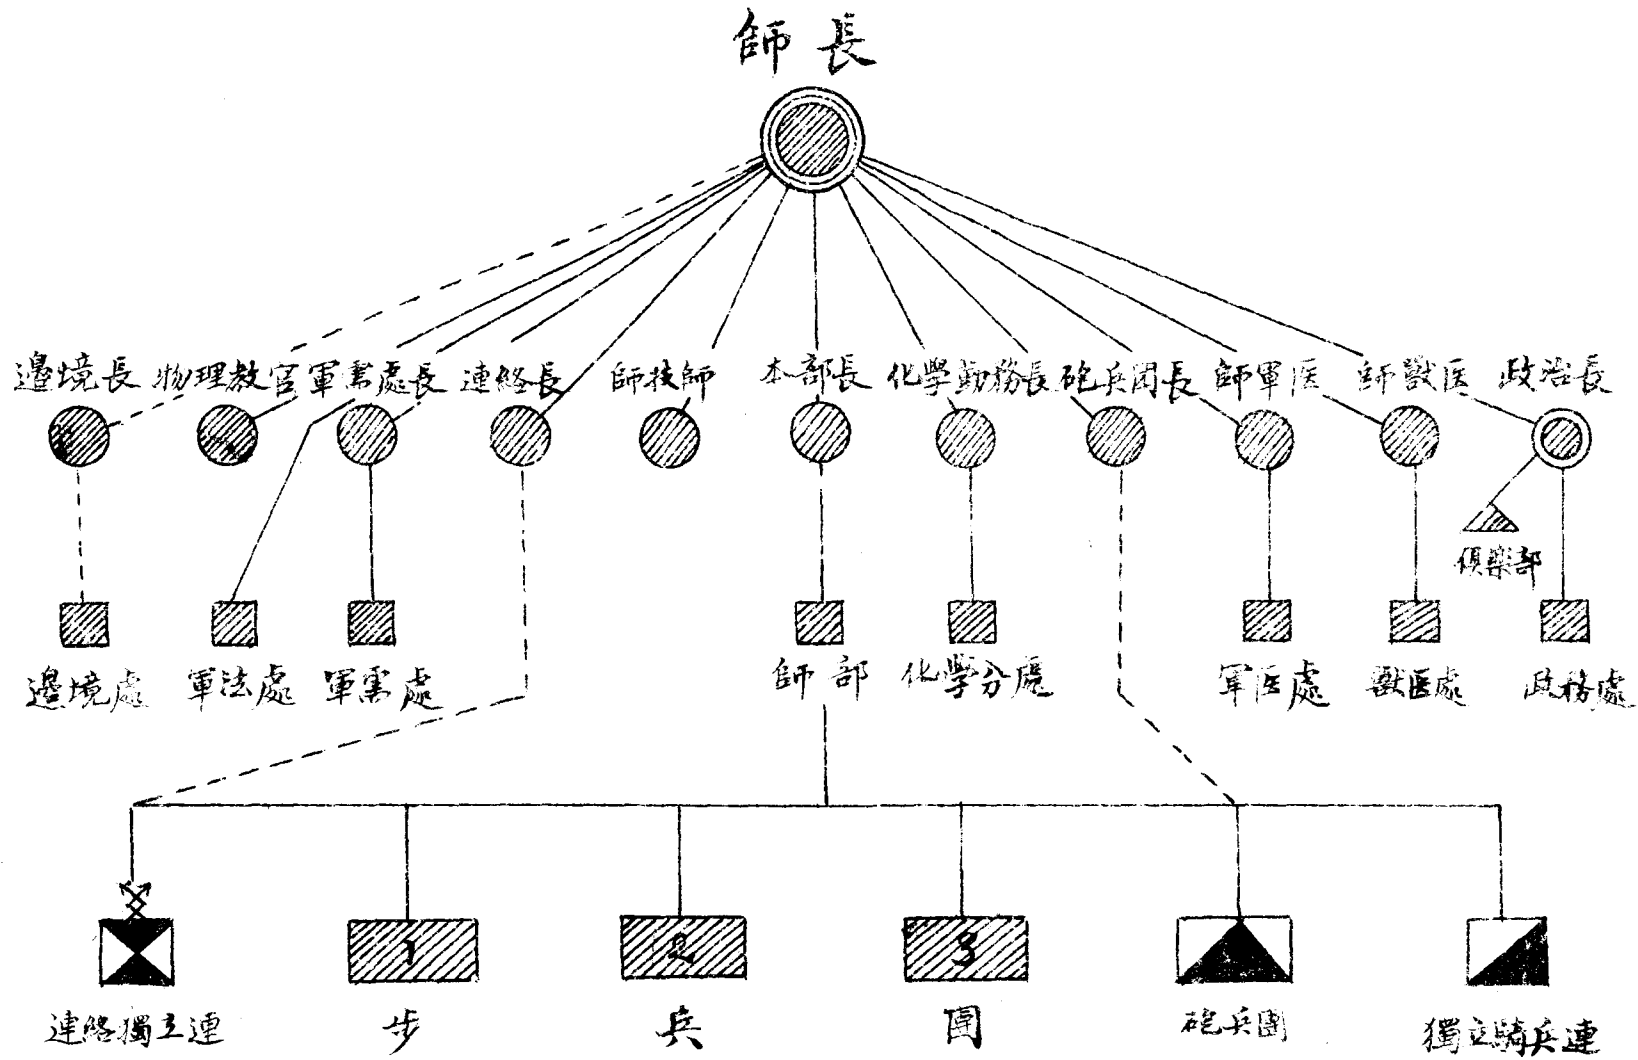 師長
邊境長 物理教官 軍需處長 連絡長 師技師 本部長 化學勤務長 砲兵团長 師軍医 師獸医 政治長
俱樂部
邊境處 軍法處 軍需處 師部 化學分處 軍医處 獸医處 政務處
1 2 3
連絡獨立連 步 兵 團 砲兵團 獨立騎兵連